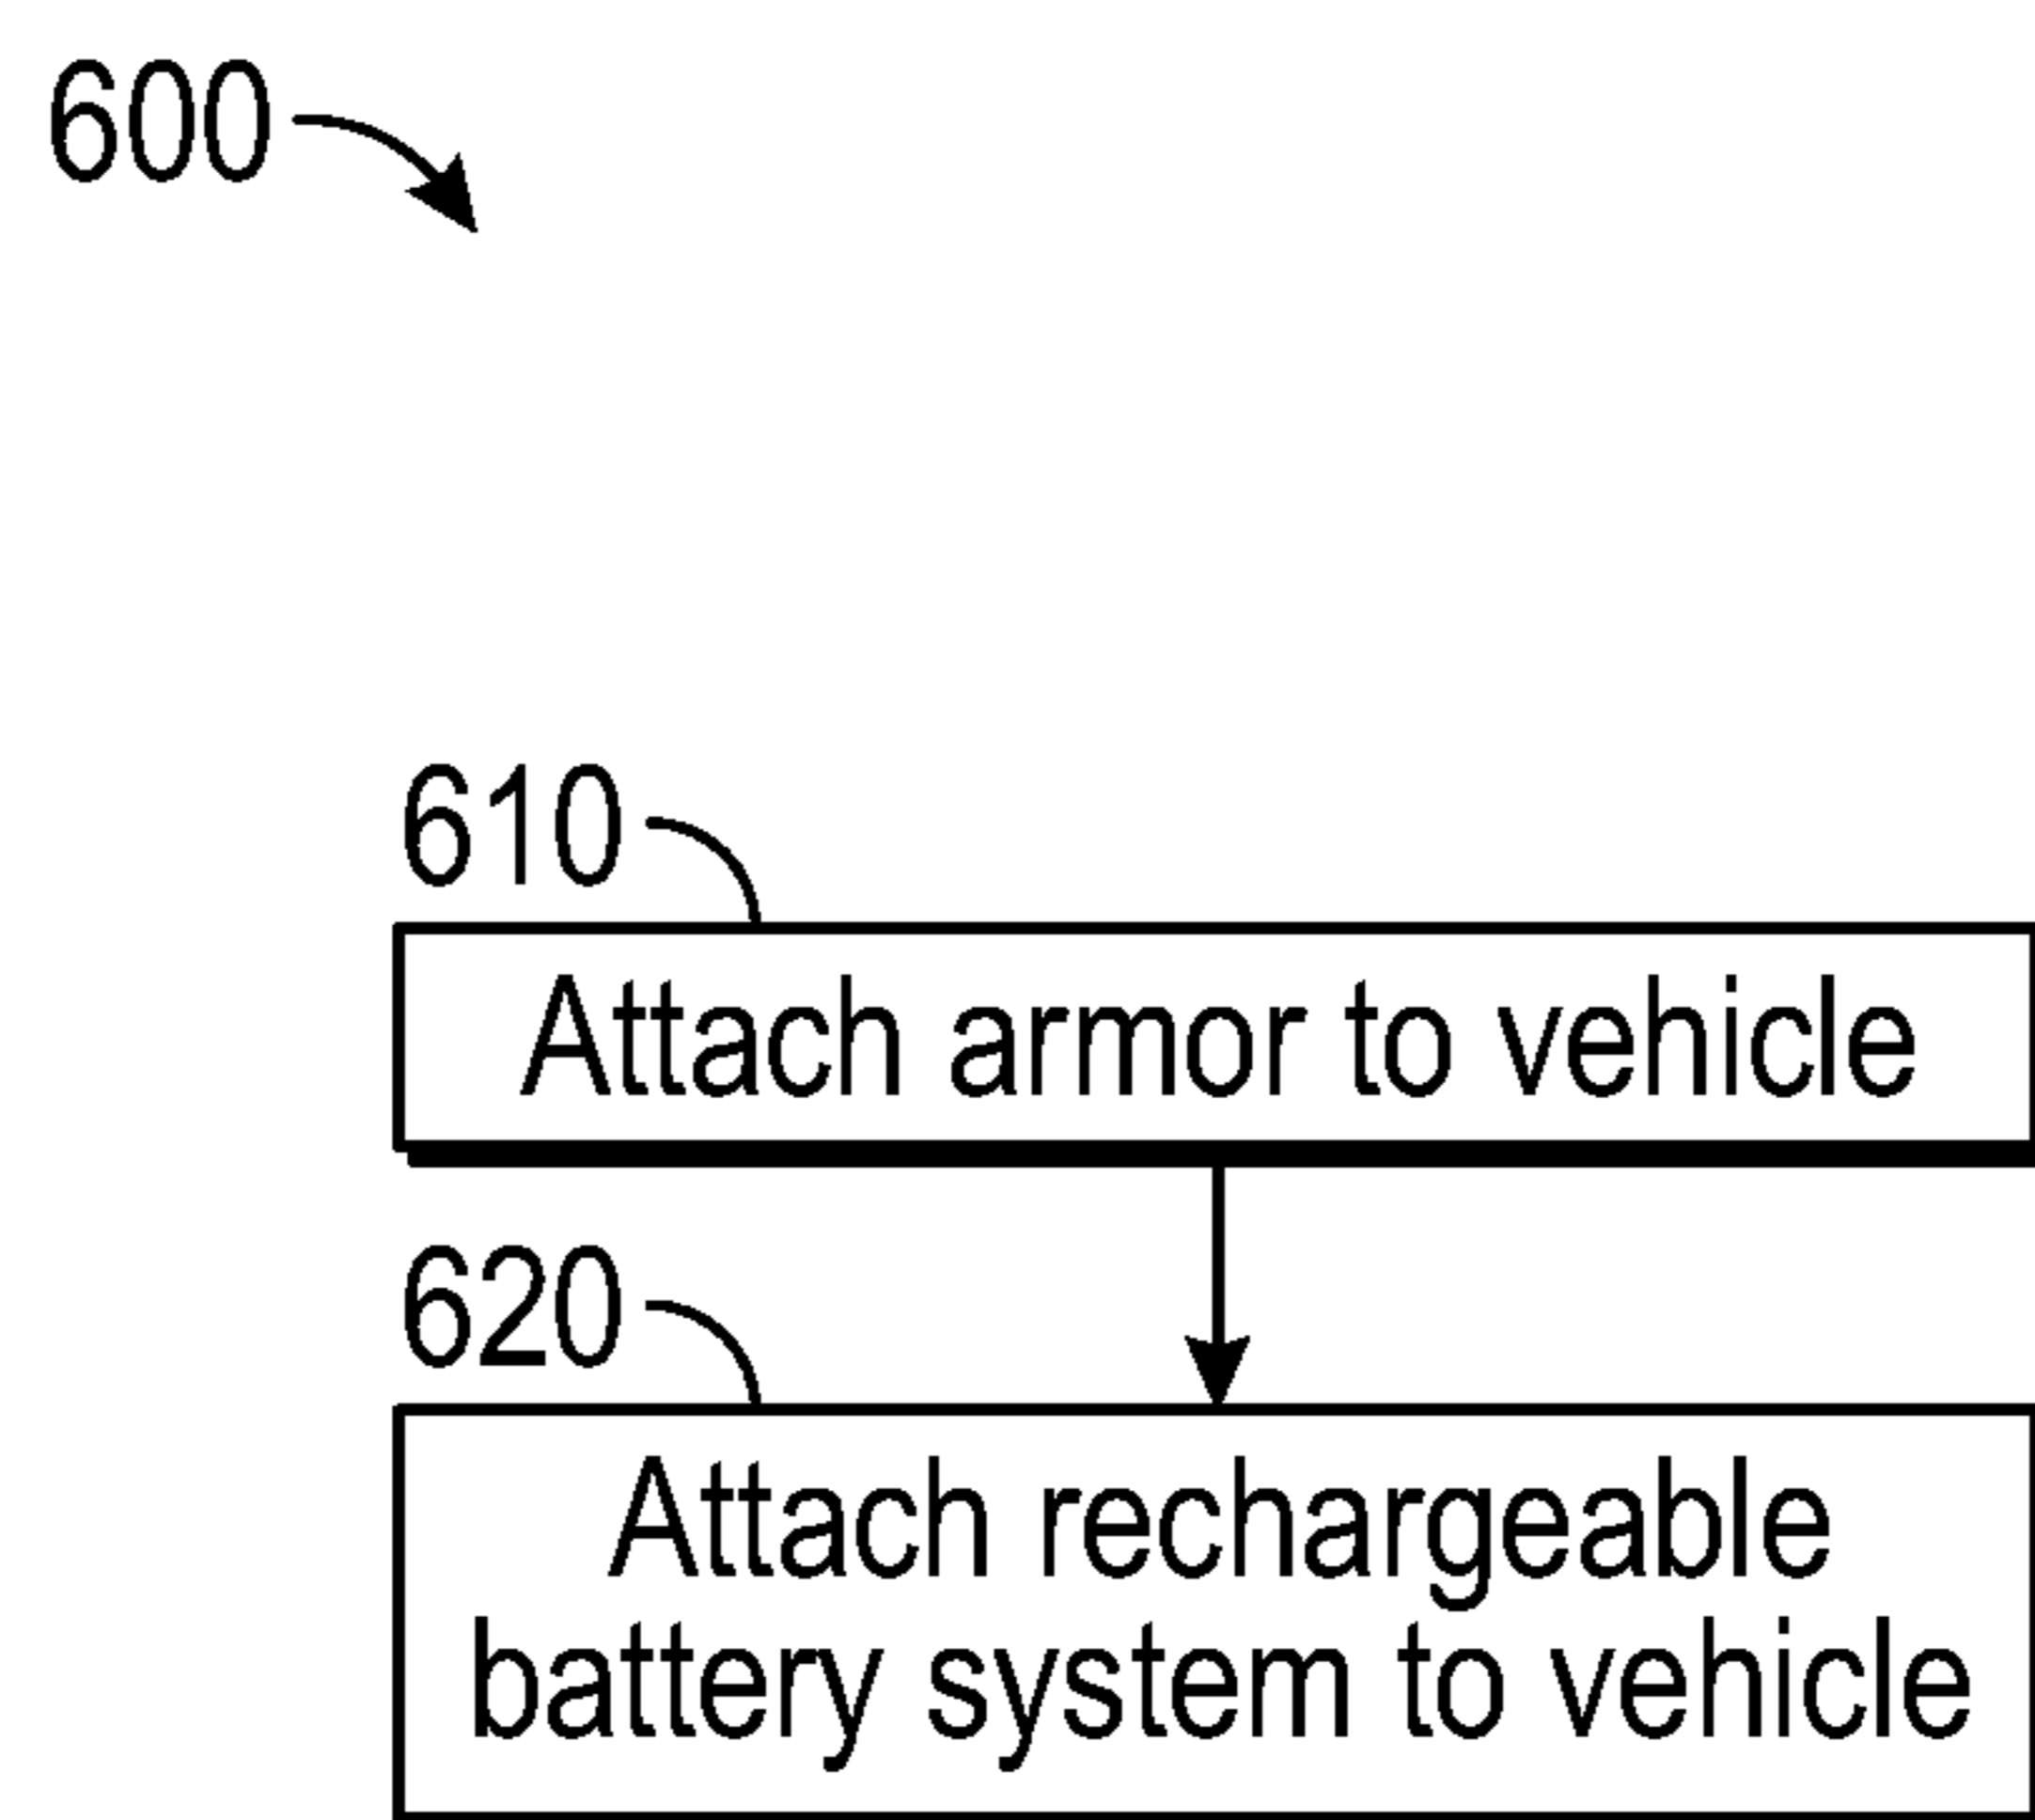 600
610
Attach armor to vehicle
620
Attach rechargeable
battery system to vehicle